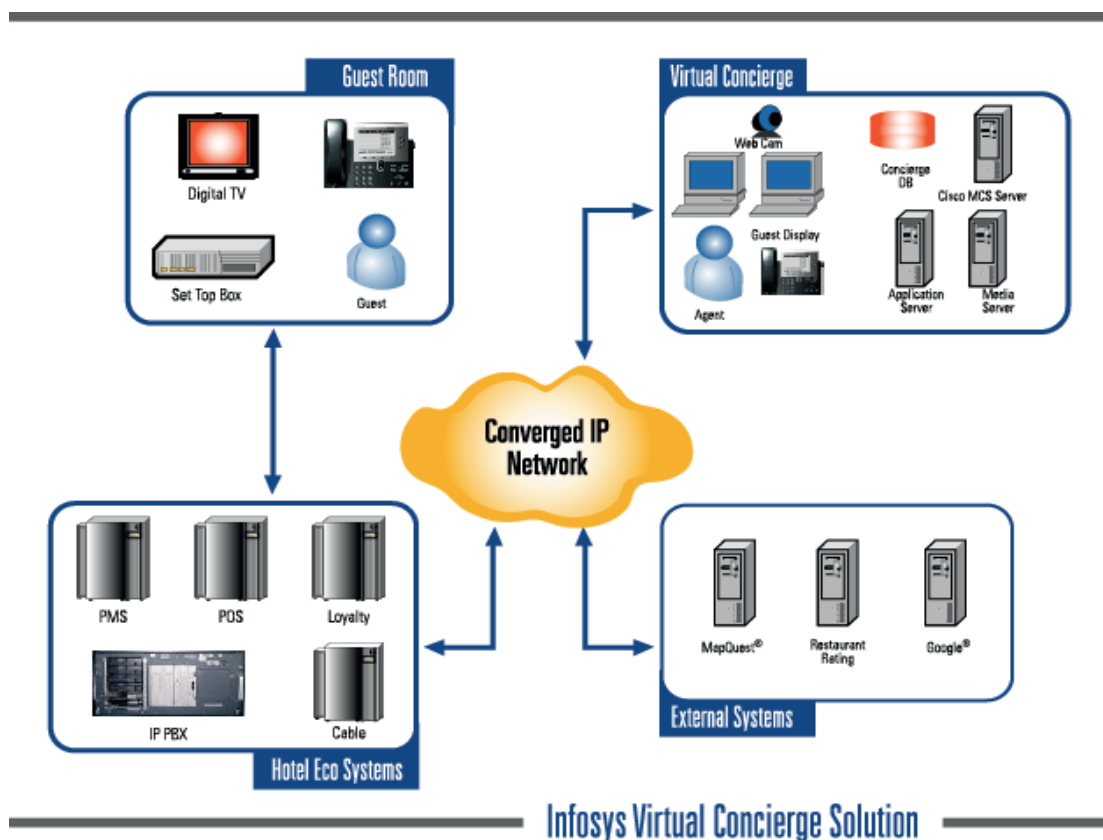 Guest Room
Digital TV
Set Top Box
Guest
Virtual Concierge
Web Cam
Concierge
DB
Cisco MCS Server
Guest Display
Agent
Application
Server
Media
Server
Converged IP
Network
PMS
POS
Loyalty
IP PBX
Cable
Hotel Eco Systems
MapQuest®
Restaurant
Rating
Google®
External Systems
Infosys Virtual Concierge Solution